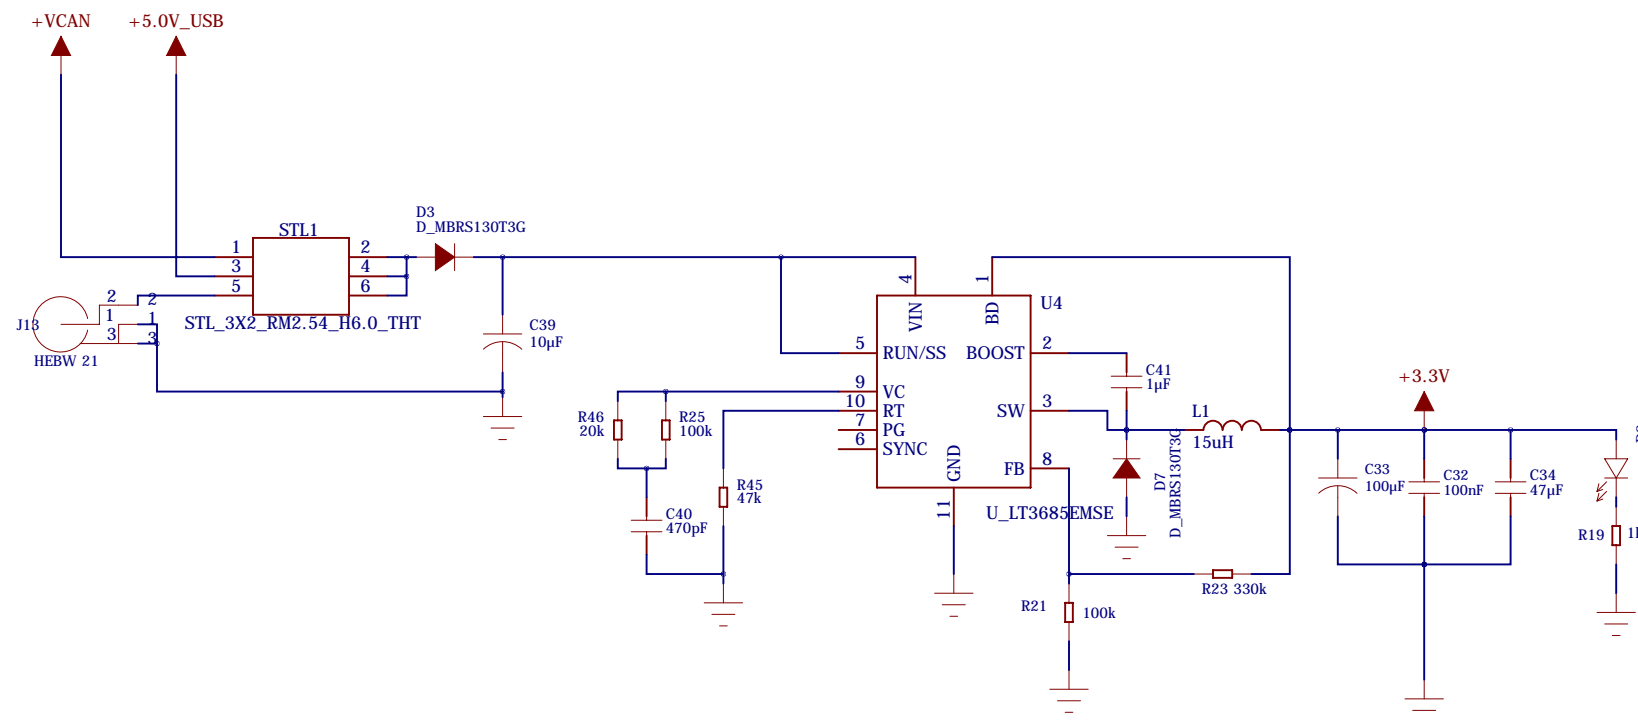 +VCAN
+5.0V_USB
D3
D_MBRS130T3G
STL1
1
3
5
2
4
6
STL_3X2_RM2.54_H6.0_THT
J13
2
1
3
2
1
3
HEBW 21
C39
10µF
U4
4
1
VIN
BD
5
RUN/SS
BOOST
2
9
VC
10
RT
7
PG
6
SYNC
SW
3
FB
8
GND
11
U_LT3685EMSE
R46
20k
R25
100k
R45
47k
C40
470pF
C41
1µF
L1
15uH
D7
D_MBRS130T3G
R21
100k
R23 330k
+3.3V
C33
100µF
C32
100nF
C34
47µF
R19